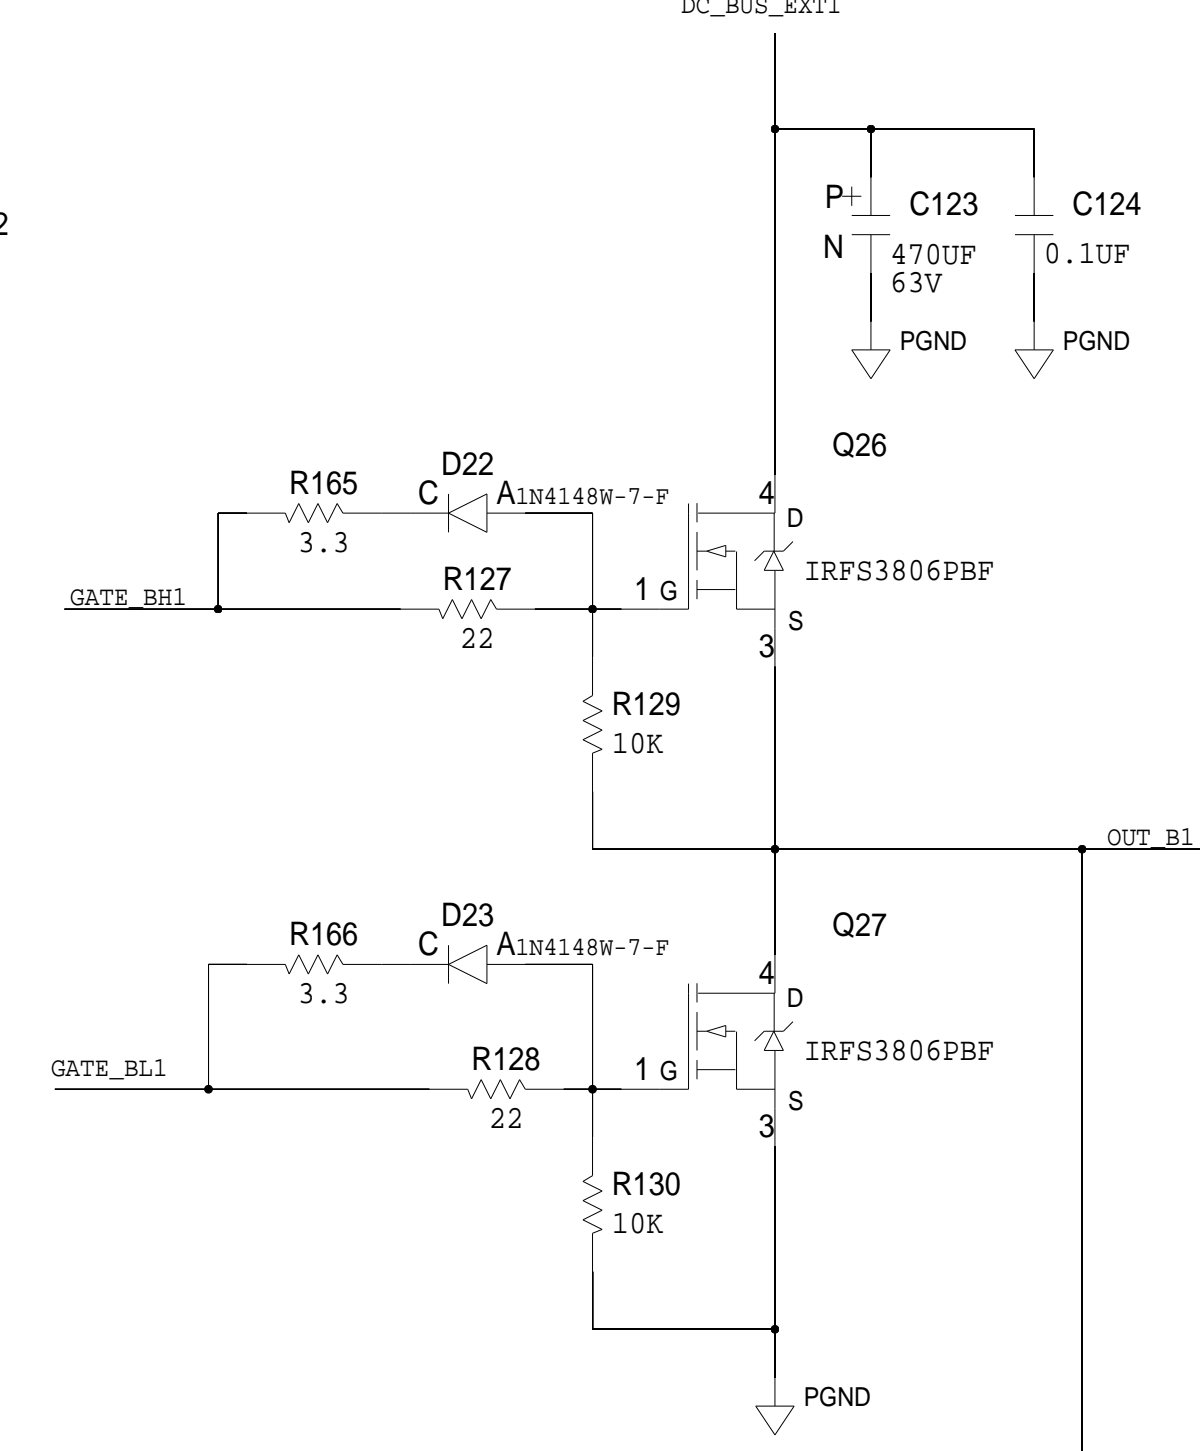 DC_BUS_EXT1
P+ C123 C124
2
N 470UF 0.1UF
63V
PGND PGND
Q26
D22
R165 C A1N4148W-7-F 4
D
3.3
IRFS3806PBF
R127 1 G
GATE_BH1
S
22 3
R129
10K
OUT_B1
D23 Q27
R166 C A1N4148W-7-F
4
3.3 D
IRFS3806PBF
R128 1 G
GATE_BL1
S
22 3
R130
10K
PGND